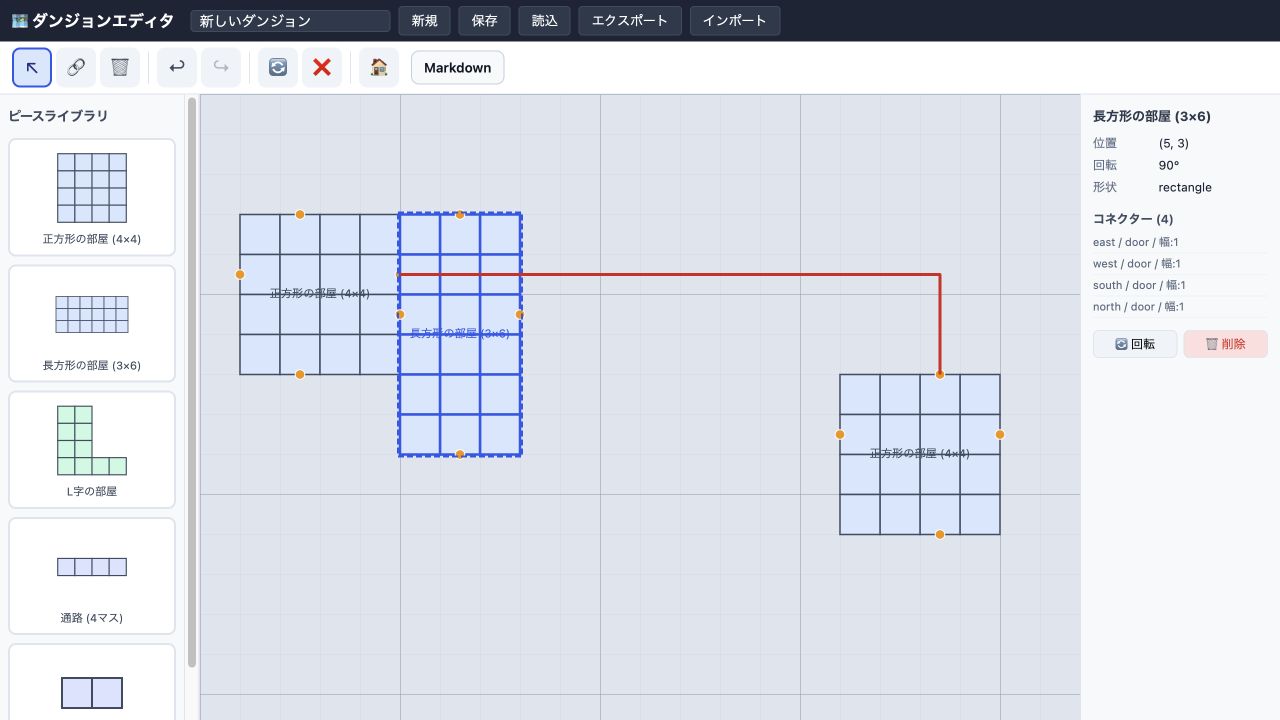 ダンジョンエディタ
新しいダンジョン
新規
保存
読込
エクスポート
インポート
Markdown
ピースライブラリ
正方形の部屋 (4×4)
長方形の部屋 (3×6)
L字の部屋
通路 (4マス)
正方形の部屋 (4×4)
長方形の部屋 (3×6)
正方形の部屋 (4×4)
長方形の部屋 (3×6)
位置 (5, 3)
回転 90°
形状 rectangle
コネクター (4)
east / door / 幅:1
west / door / 幅:1
south / door / 幅:1
north / door / 幅:1
回転
削除